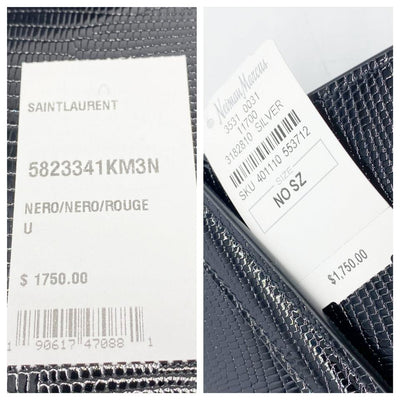 SAINTLAURENT
5823341KM3N
NERO/NERO/ROUGE
U
$ 1750.00
1 90617 47088 1
Neiman Marcus
3531 0031
11700
3182810 SILVER
SKU 401110 553712
SIZE
NO SZ
$1,750.00